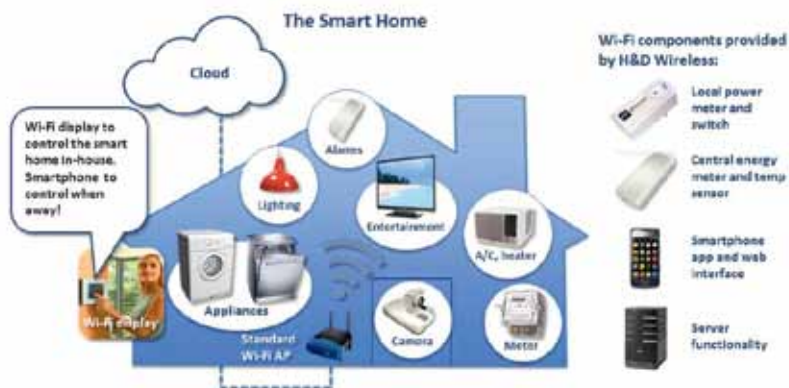 The Smart Home
Cloud
Wi-Fi display to
control the smart
home in-house.
Smartphone to
control when
away!
Alarms
Lighting
Entertainment
A/C, heater
Appliances
Wi-Fi display
Standard
Wi-Fi AP
Camera
Meter
Wi-Fi components provided
by H&D Wireless:
Local power
meter and
switch
Central energy
meter and temp
sensor
Smartphone
app and web
interface
Server
functionality